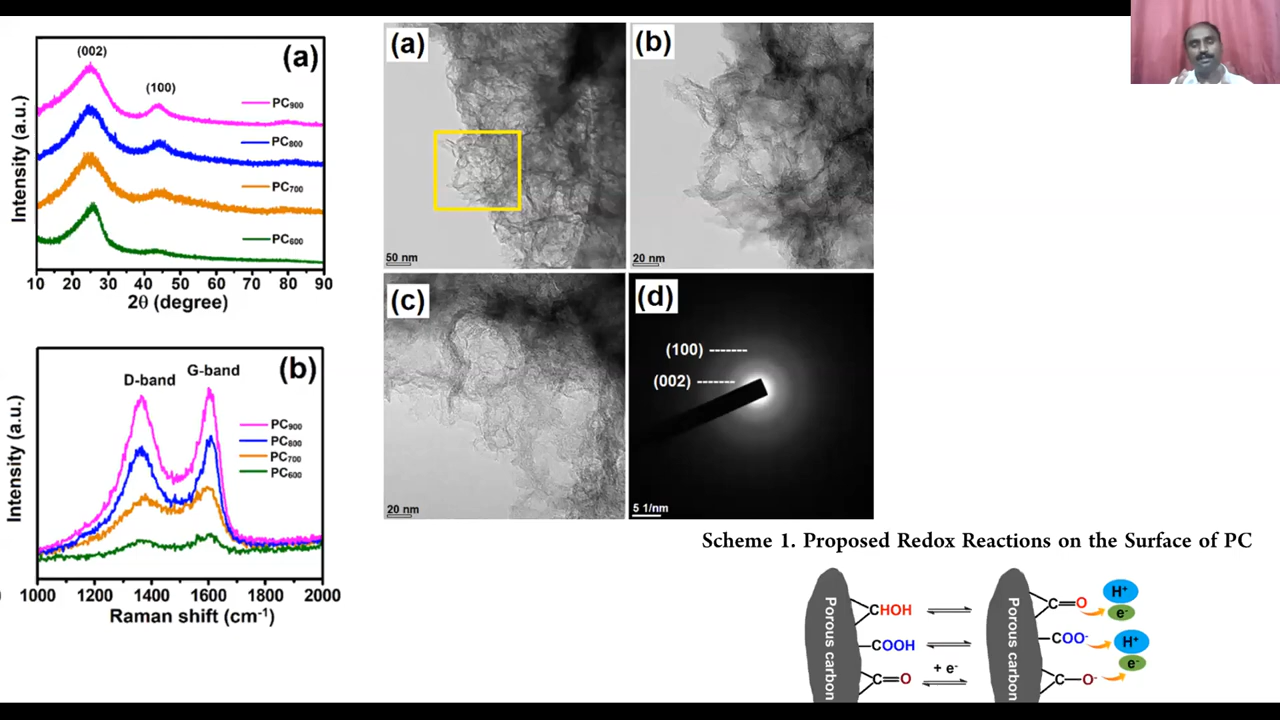 (a)
(002)
(100)
PC900
PC800
PC700
PC600
Intensity (a.u.)
10 20 30 40 50 60 70 80 90
2θ (degree)
(b)
D-band
G-band
PC900
PC800
PC700
PC600
Intensity (a.u.)
1000 1200 1400 1600 1800 2000
Raman shift (cm-1)
(a)
50 nm
(b)
20 nm
(c)
20 nm
(d)
(100)
(002)
5 1/nm
Scheme 1. Proposed Redox Reactions on the Surface of PC
Porous carbon
CHOH
COOH
C=O
+ e-
Porous carbon
C=O
H+
e-
COO-
H+
e-
C—O-